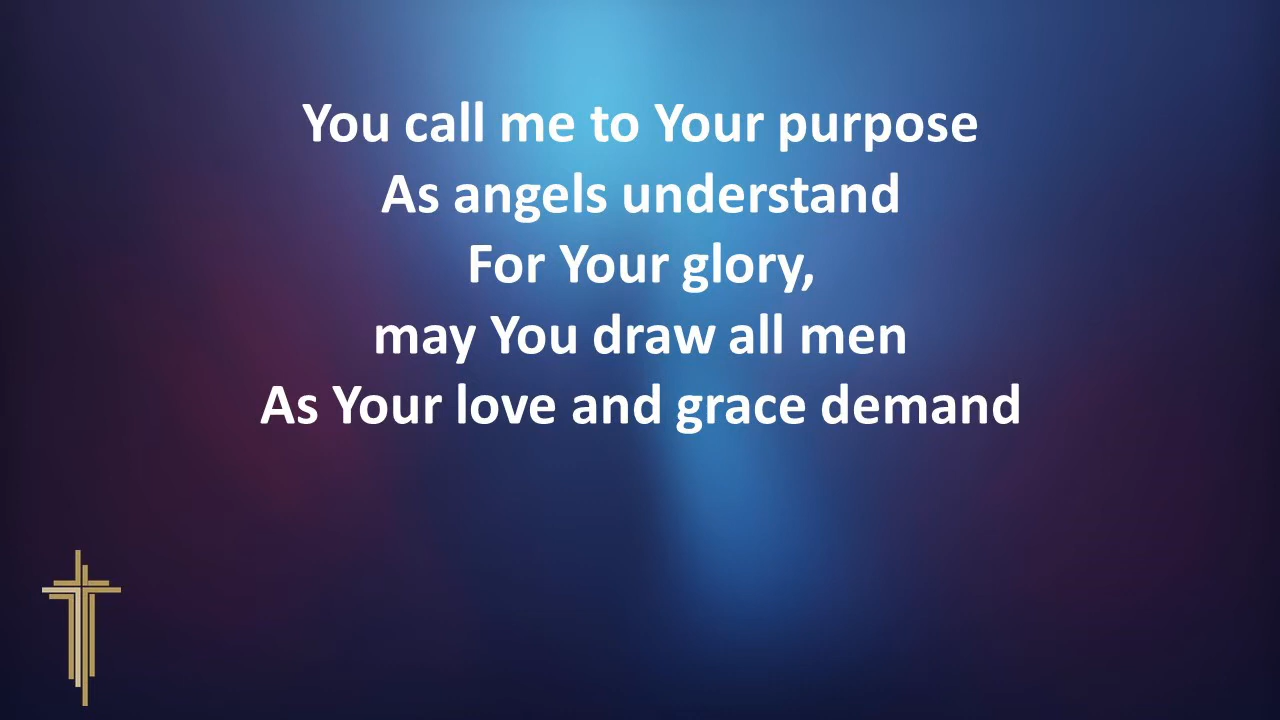 You call me to Your purpose
As angels understand
For Your glory,
may You draw all men
As Your love and grace demand